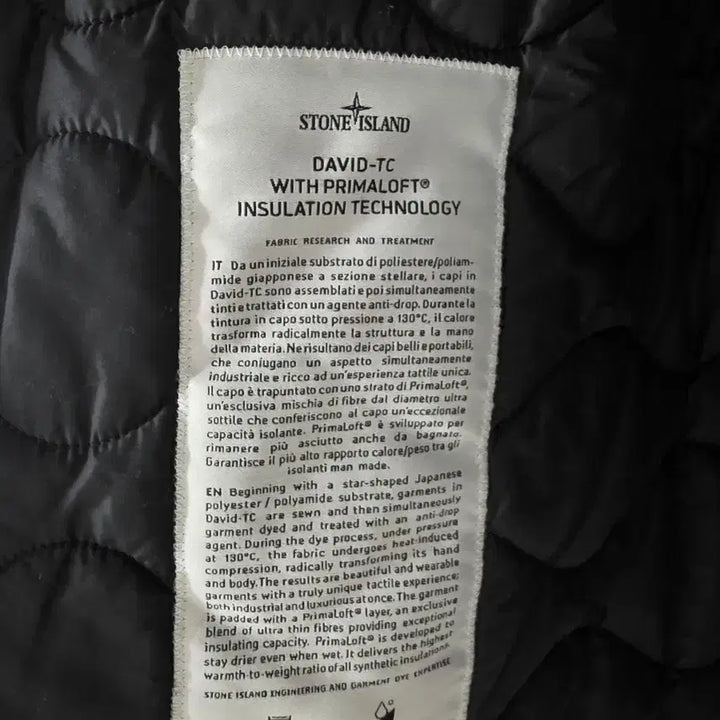 STONE ISLAND
DAVID-TC
WITH PRIMALOFT®
INSULATION TECHNOLOGY
FABRIC RESEARCH AND TREATMENT
IT Da un iniziale substrato di poliestere/poliam-
mide giapponese a sezione stellare, i capi in
David-TC sono assemblati e poi simultaneamente
tinti e trattati con un agente anti-drop. Durante la
tintura in capo sotto pressione a 130°C, il calore
trasforma radicalmente la struttura e la mano
della materia. Ne risultano dei capi belli e portabili,
che coniugano un aspetto simultaneamente
industriale e ricco ad un'esperienza tattile unica.
Il capo è trapuntato con uno strato di PrimaLoft®,
un'esclusiva mischia di fibre dal diametro ultra
sottile che conferiscono al capo un'eccezionale
capacità isolante. PrimaLoft® è sviluppato per
rimanere più asciutto anche da bagnato.
Garantisce il più alto rapporto calore/peso tra gli
isolanti man made.
EN Beginning with a star-shaped Japanese
polyester / polyamide substrate, garments in
David-TC are sewn and then simultaneously
garment dyed and treated with an anti-drop
agent. During the dye process, under pressure
at 130°C, the fabric undergoes heat-induced
compression, radically transforming its hand
and body. The results are beautiful and wearable
garments with a truly unique tactile experience;
both industrial and luxurious at once. The garment
is padded with a PrimaLoft® layer, an exclusive
blend of ultra thin fibres providing exceptional
insulating capacity. PrimaLoft® is developed to
stay drier even when wet. It delivers the highest
warmth-to-weight ratio of all synthetic insulations.
STONE ISLAND ENGINEERING AND GARMENT DYE EXPERTISE